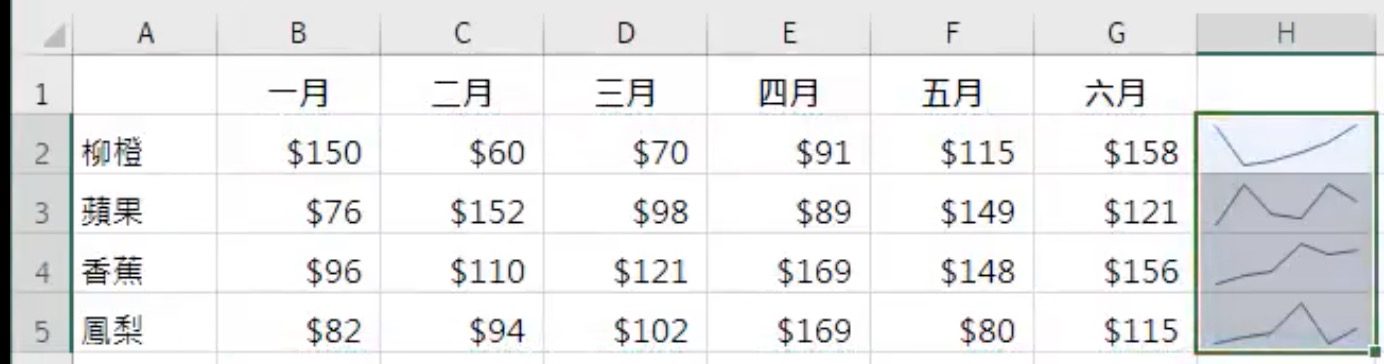 A B C D E F G H
1 一月 二月 三月 四月 五月 六月
2 柳橙 $150 $60 $70 $91 $115 $158
3 蘋果 $76 $152 $98 $89 $149 $121
4 香蕉 $96 $110 $121 $169 $148 $156
5 鳳梨 $82 $94 $102 $169 $80 $115